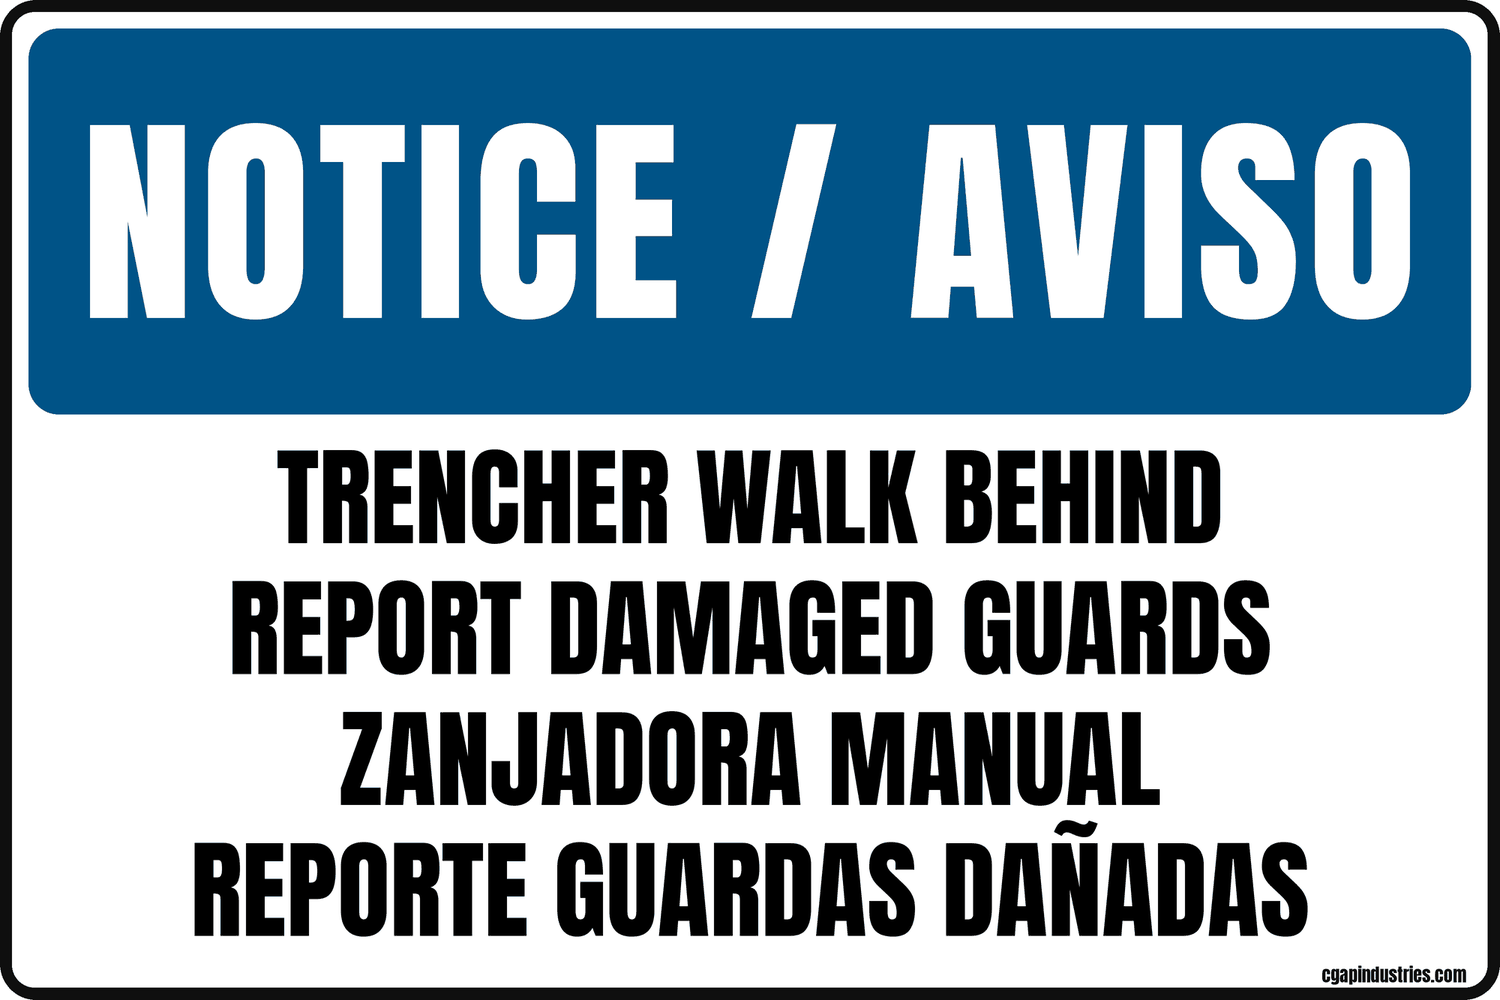 NOTICE / AVISO
TRENCHER WALK BEHIND
REPORT DAMAGED GUARDS
ZANJADORA MANUAL
REPORTE GUARDAS DAÑADAS
cgapindustries.com